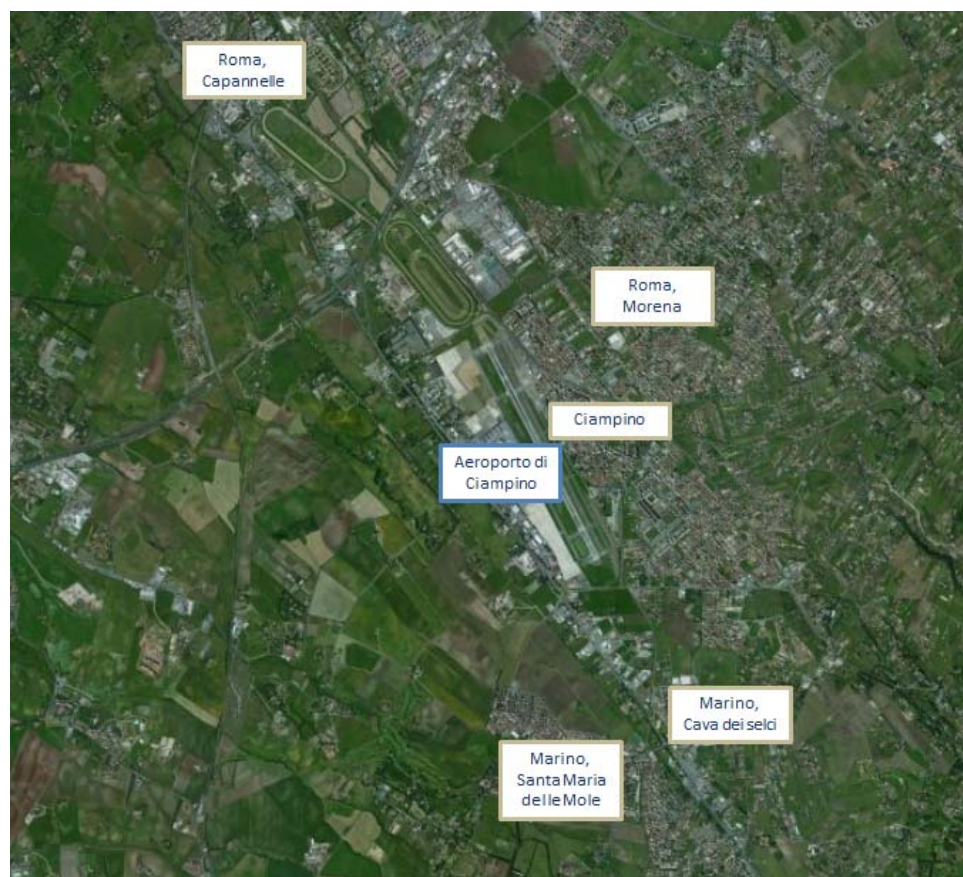 Roma,
Capannelle
Roma,
Morena
Ciampino
Aeroporto di
Ciampino
Marino,
Cava dei selci
Marino,
Santa Maria
delle Mole